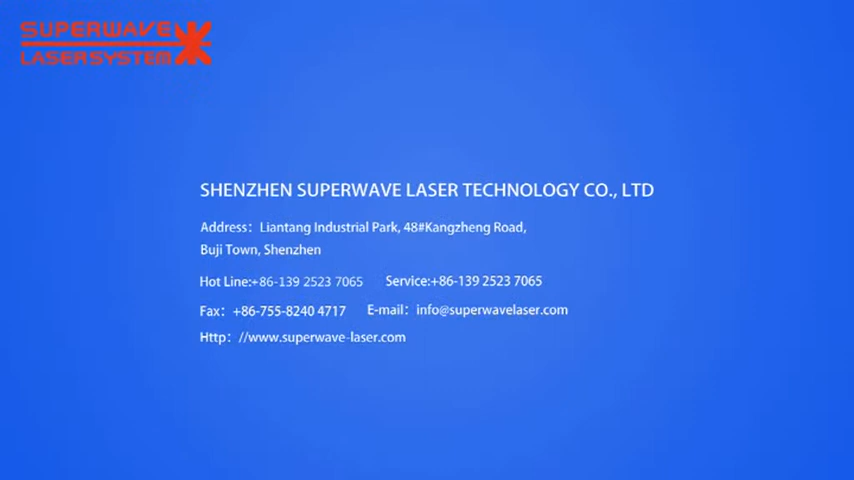 SUPERWAVE
LASER SYSTEM
SHENZHEN SUPERWAVE LASER TECHNOLOGY CO., LTD
Address：Liantang Industrial Park, 48#Kangzheng Road,
Buji Town, Shenzhen
Hot Line:+86-139 2523 7065 Service:+86-139 2523 7065
Fax：+86-755-8240 4717 E-mail：info@superwavelaser.com
Http：//www.superwave-laser.com